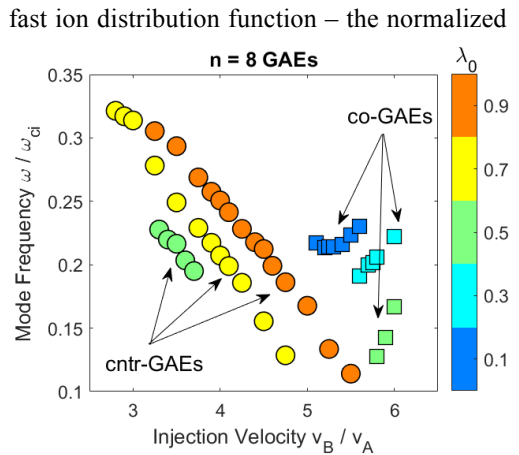 fast ion distribution function – the normalized
n = 8 GAEs
λ0
0.35
0.3
0.25
0.2
0.15
0.1
Mode Frequency ω / ωci
co-GAEs
cntr-GAEs
0.9
0.7
0.5
0.3
0.1
3 4 5 6
Injection Velocity vB / vA